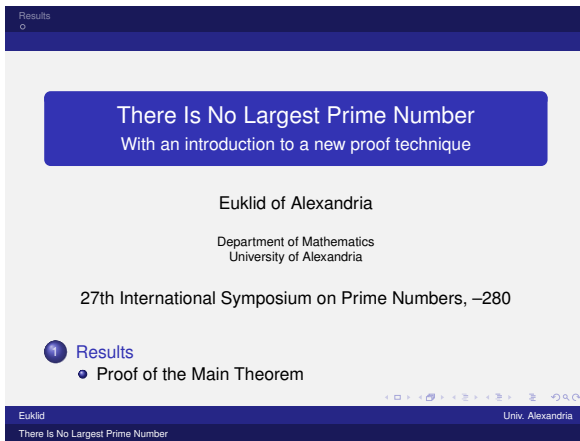 Results
There Is No Largest Prime Number
With an introduction to a new proof technique
Euklid of Alexandria
Department of Mathematics
University of Alexandria
27th International Symposium on Prime Numbers, –280
1 Results
Proof of the Main Theorem
Euklid Univ. Alexandria
There Is No Largest Prime Number